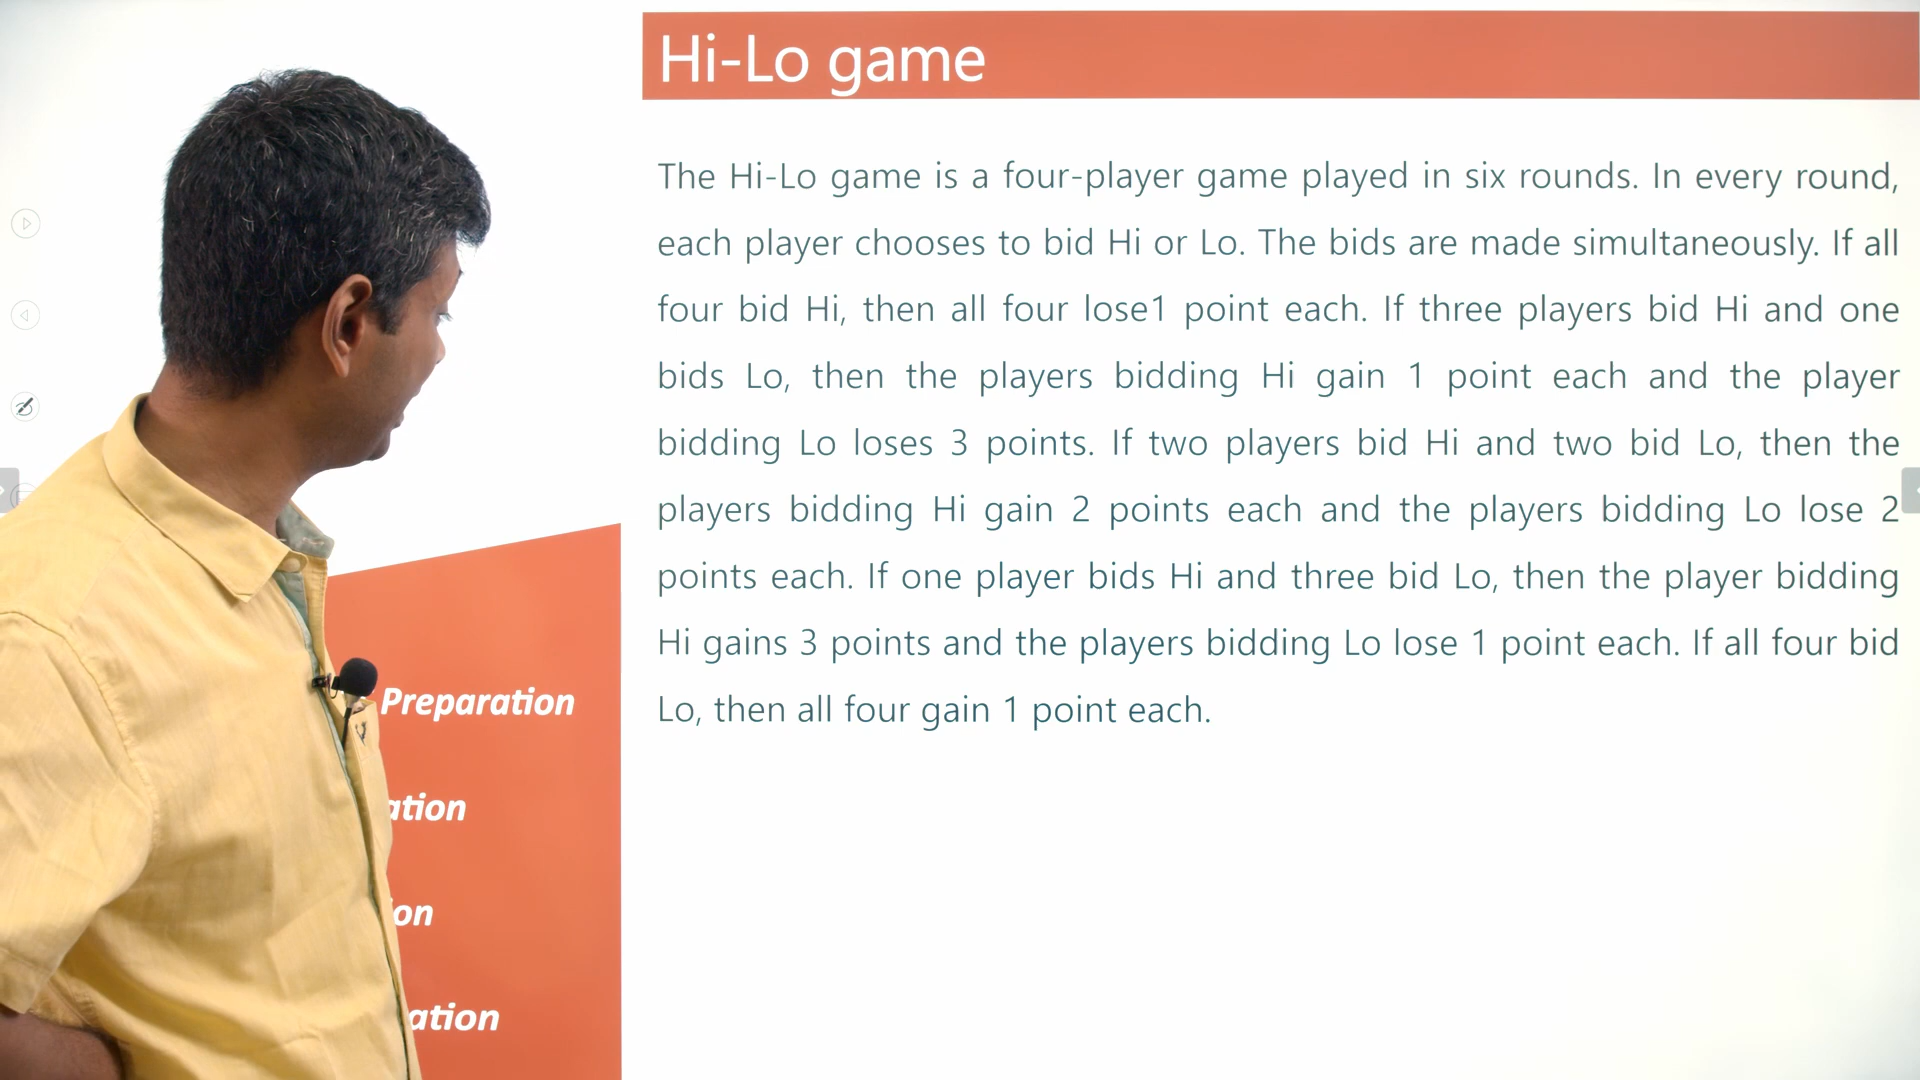 Hi-Lo game
The Hi-Lo game is a four-player game played in six rounds. In every round,
each player chooses to bid Hi or Lo. The bids are made simultaneously. If all
four bid Hi, then all four lose1 point each. If three players bid Hi and one
bids Lo, then the players bidding Hi gain 1 point each and the player
bidding Lo loses 3 points. If two players bid Hi and two bid Lo, then the
players bidding Hi gain 2 points each and the players bidding Lo lose 2
points each. If one player bids Hi and three bid Lo, then the player bidding
Hi gains 3 points and the players bidding Lo lose 1 point each. If all four bid
Lo, then all four gain 1 point each.
Preparation